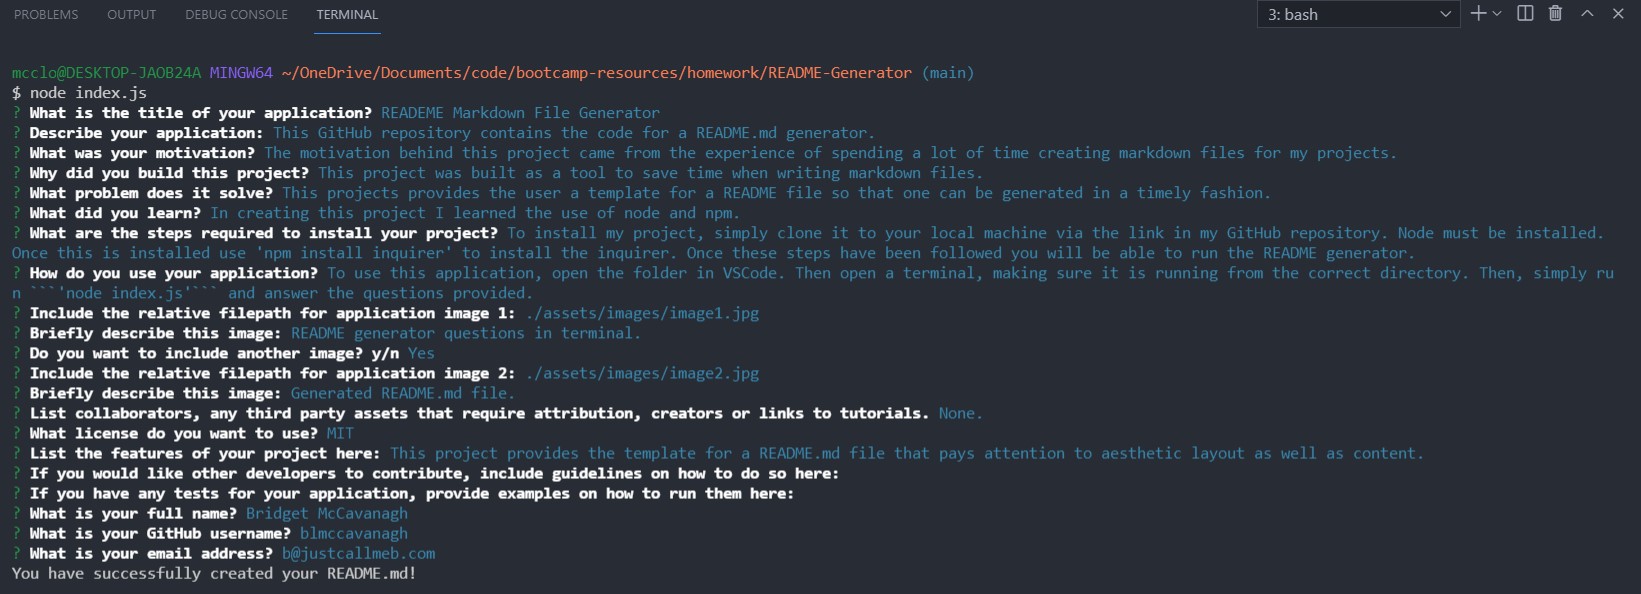 PROBLEMS OUTPUT DEBUG CONSOLE TERMINAL 3: bash
mcclo@DESKTOP-JAOB24A MINGW64 ~/OneDrive/Documents/code/bootcamp-resources/homework/README-Generator (main)
$ node index.js
? What is the title of your application? READEME Markdown File Generator
? Describe your application: This GitHub repository contains the code for a README.md generator.
? What was your motivation? The motivation behind this project came from the experience of spending a lot of time creating markdown files for my projects.
? Why did you build this project? This project was built as a tool to save time when writing markdown files.
? What problem does it solve? This projects provides the user a template for a README file so that one can be generated in a timely fashion.
? What did you learn? In creating this project I learned the use of node and npm.
? What are the steps required to install your project? To install my project, simply clone it to your local machine via the link in my GitHub repository. Node must be installed.
Once this is installed use 'npm install inquirer' to install the inquirer. Once these steps have been followed you will be able to run the README generator.
? How do you use your application? To use this application, open the folder in VSCode. Then open a terminal, making sure it is running from the correct directory. Then, simply ru
n ```'node index.js'``` and answer the questions provided.
? Include the relative filepath for application image 1: ./assets/images/image1.jpg
? Briefly describe this image: README generator questions in terminal.
? Do you want to include another image? y/n Yes
? Include the relative filepath for application image 2: ./assets/images/image2.jpg
? Briefly describe this image: Generated README.md file.
? List collaborators, any third party assets that require attribution, creators or links to tutorials. None.
? What license do you want to use? MIT
? List the features of your project here: This project provides the template for a README.md file that pays attention to aesthetic layout as well as content.
? If you would like other developers to contribute, include guidelines on how to do so here:
? If you have any tests for your application, provide examples on how to run them here:
? What is your full name? Bridget McCavanagh
? What is your GitHub username? blmccavanagh
? What is your email address? b@justcallmeb.com
You have successfully created your README.md!